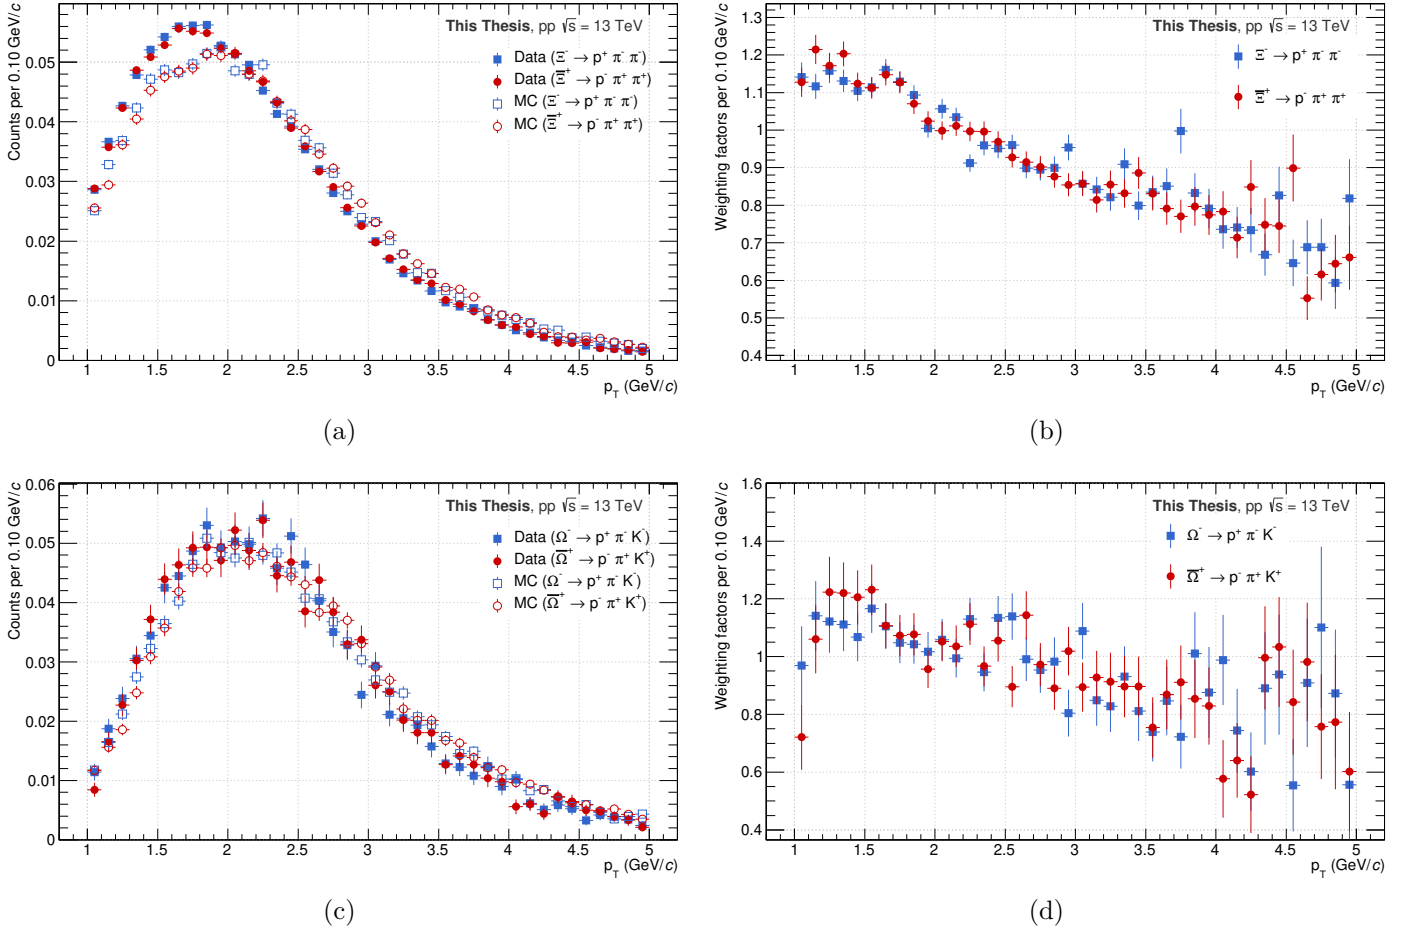 This Thesis, pp √s = 13 TeV
Data (Ξ⁻ → p⁺ π⁻ π⁻)
Data (Ξ̅⁺ → p⁻ π⁺ π⁺)
MC (Ξ⁻ → p⁺ π⁻ π⁻)
MC (Ξ̅⁺ → p⁻ π⁺ π⁺)
Counts per 0.10 GeV/c
0.05
0.04
0.03
0.02
0.01
0
1 1.5 2 2.5 3 3.5 4 4.5 5
p_T (GeV/c)
(a)
This Thesis, pp √s = 13 TeV
Ξ⁻ → p⁺ π⁻ π⁻
Ξ̅⁺ → p⁻ π⁺ π⁺
Weighting factors per 0.10 GeV/c
1.3
1.2
1.1
1
0.9
0.8
0.7
0.6
0.5
0.4
1 1.5 2 2.5 3 3.5 4 4.5 5
p_T (GeV/c)
(b)
This Thesis, pp √s = 13 TeV
Data (Ω⁻ → p⁺ π⁻ K⁻)
Data (Ω̅⁺ → p⁻ π⁺ K⁺)
MC (Ω⁻ → p⁺ π⁻ K⁻)
MC (Ω̅⁺ → p⁻ π⁺ K⁺)
Counts per 0.10 GeV/c
0.06
0.05
0.04
0.03
0.02
0.01
0
1 1.5 2 2.5 3 3.5 4 4.5 5
p_T (GeV/c)
(c)
This Thesis, pp √s = 13 TeV
Ω⁻ → p⁺ π⁻ K⁻
Ω̅⁺ → p⁻ π⁺ K⁺
Weighting factors per 0.10 GeV/c
1.6
1.4
1.2
1
0.8
0.6
0.4
1 1.5 2 2.5 3 3.5 4 4.5 5
p_T (GeV/c)
(d)